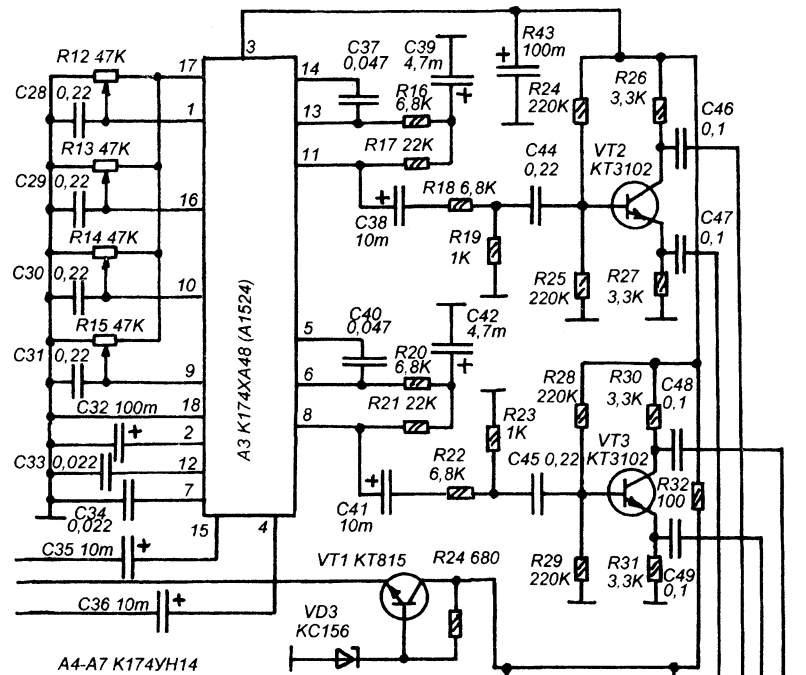 R12 47K
17
C28 0,22
1
R13 47K
C29 0,22
16
R14 47K
C30 0,22
10
R15 47K
C31 0,22
9
C32 100m
+
18
2
C33 0,022
12
C34
0,022
7
15
4
C35 10m +
C36 10m +
3
А3 К174ХА48 (А1524)
14
C37
0,047
13
C39
4,7m
+
R16
6,8K
R17 22K
11
+
C38
10m
R18 6,8K
R19
1K
C44
0,22
R43
100m
+
R24
220K
R26
3,3K
VT2
KT3102
C46
0,1
C47
0,1
R25
220K
R27
3,3K
5
C40
0,047
6
C42
4,7m
+
R20
6,8K
R21 22K
8
+
C41
10m
R22
6,8K
R23
1K
C45 0,22
R28
220K
R30
3,3K
C48
0,1
VT3
KT3102
R32
100
R29
220K
R31
3,3K
C49
0,1
VT1 KT815
R24 680
VD3
KC156
А4-А7 К174УН14